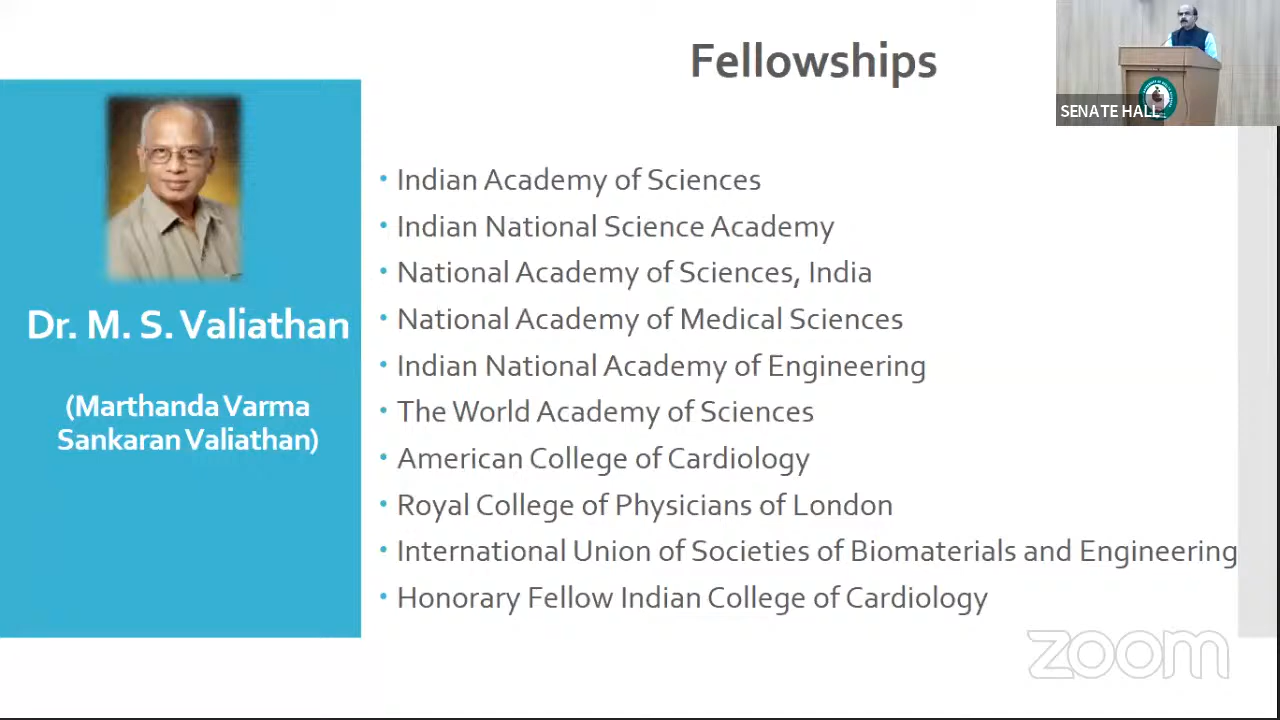 Fellowships
SENATE HALL
Dr. M. S. Valiathan
(Marthanda Varma
Sankaran Valiathan)
• Indian Academy of Sciences
• Indian National Science Academy
• National Academy of Sciences, India
• National Academy of Medical Sciences
• Indian National Academy of Engineering
• The World Academy of Sciences
• American College of Cardiology
• Royal College of Physicians of London
• International Union of Societies of Biomaterials and Engineering
• Honorary Fellow Indian College of Cardiology
zoom